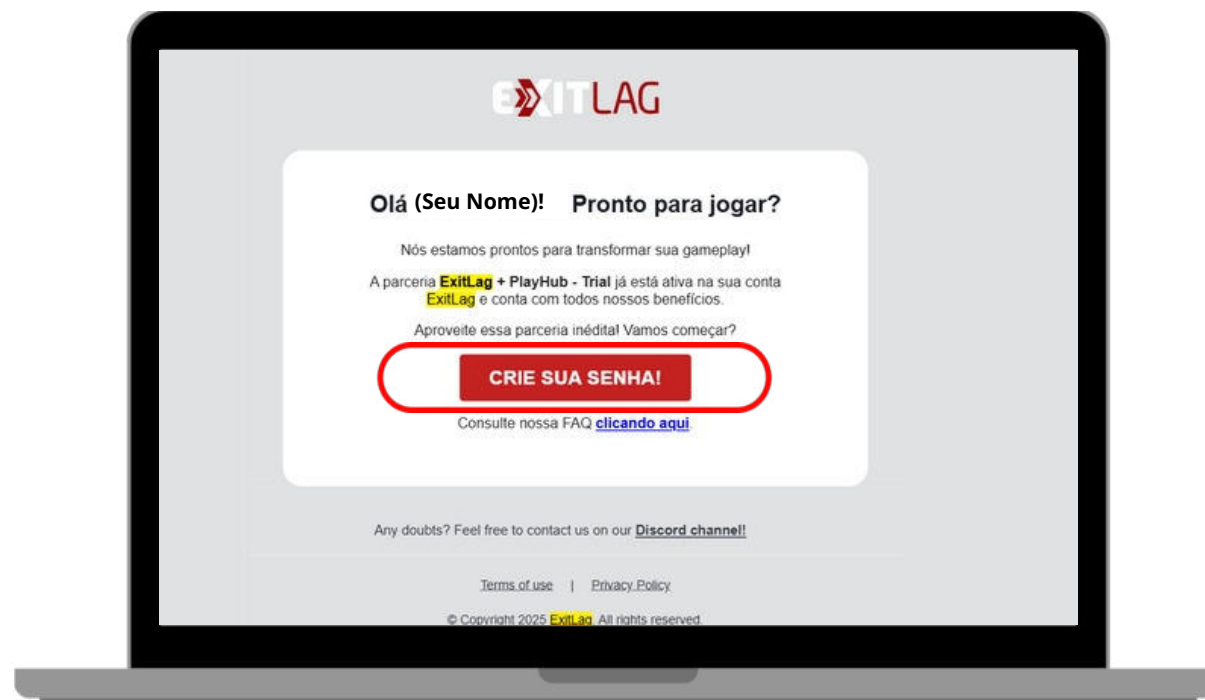 EXITLAG
Olá (Seu Nome)! Pronto para jogar?
Nós estamos prontos para transformar sua gameplay!
A parceria ExitLag + PlayHub - Trial já está ativa na sua conta
ExitLag e conta com todos nossos benefícios.
Aproveite essa parceria inédita! Vamos começar?
CRIE SUA SENHA!
Consulte nossa FAQ clicando aqui.
Any doubts? Feel free to contact us on our Discord channel!
Terms of use | Privacy Policy
© Copyright 2025 ExitLag. All rights reserved.